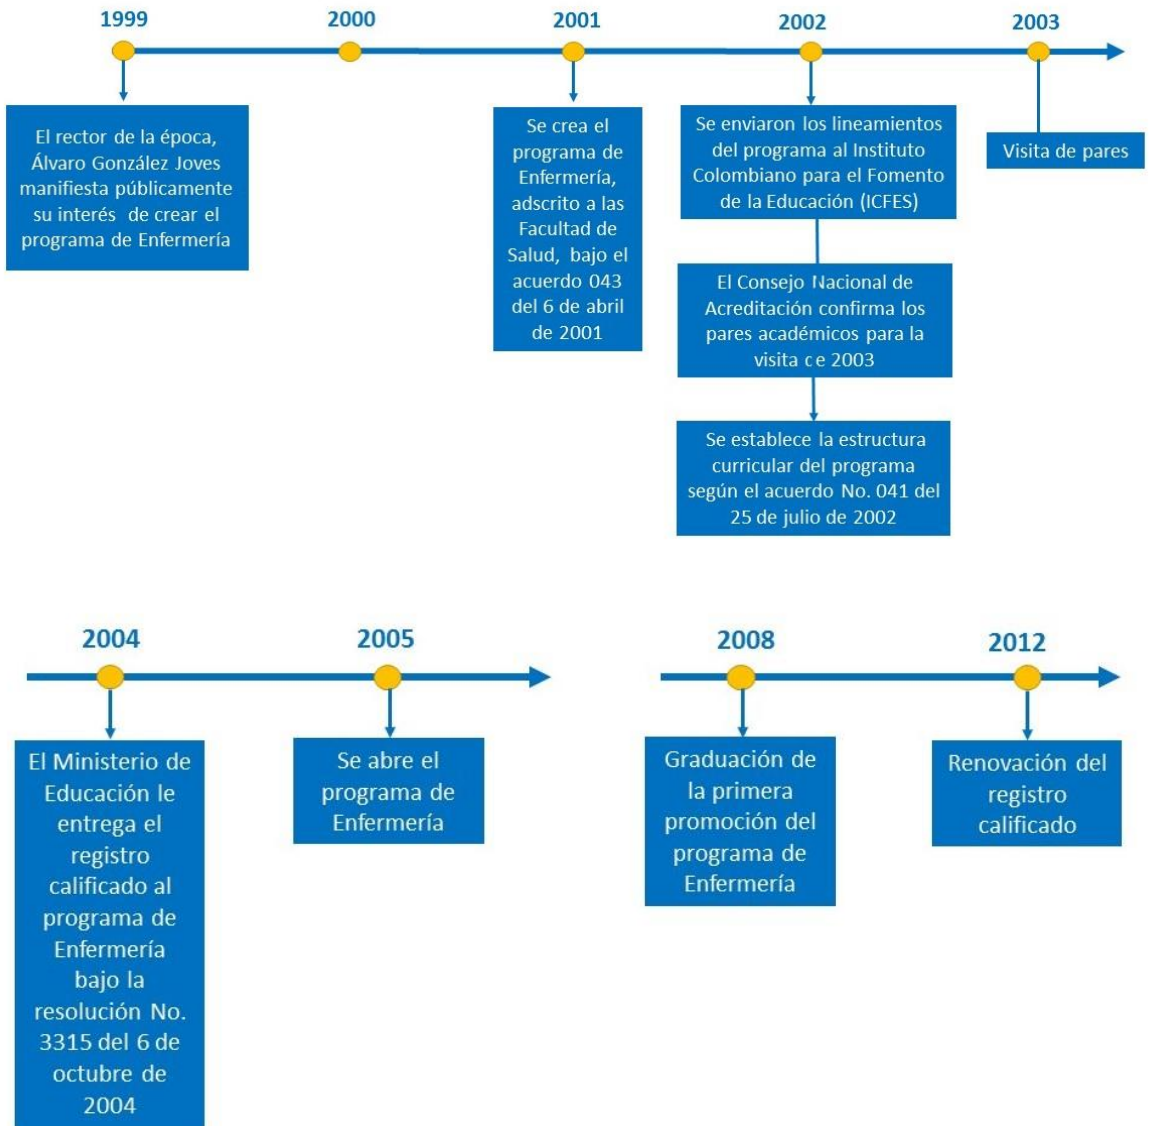 1999
2000
2001
2002
2003
El rector de la época,
Álvaro González Joves
manifiesta públicamente
su interés de crear el
programa de Enfermería
Se crea el
programa de
Enfermería,
adscrito a las
Facultad de
Salud, bajo el
acuerdo 043
del 6 de abril
de 2001
Se enviaron los lineamientos
del programa al Instituto
Colombiano para el Fomento
de la Educación (ICFES)
El Consejo Nacional de
Acreditación confirma los
pares académicos para la
visita ce 2003
Se establece la estructura
curricular del programa
según el acuerdo No. 041 del
25 de julio de 2002
Visita de pares
2004
2005
2008
2012
El Ministerio de
Educación le
entrega el
registro
calificado al
programa de
Enfermería
bajo la
resolución No.
3315 del 6 de
octubre de
2004
Se abre el
programa de
Enfermería
Graduación de
la primera
promoción del
programa de
Enfermería
Renovación del
registro
calificado